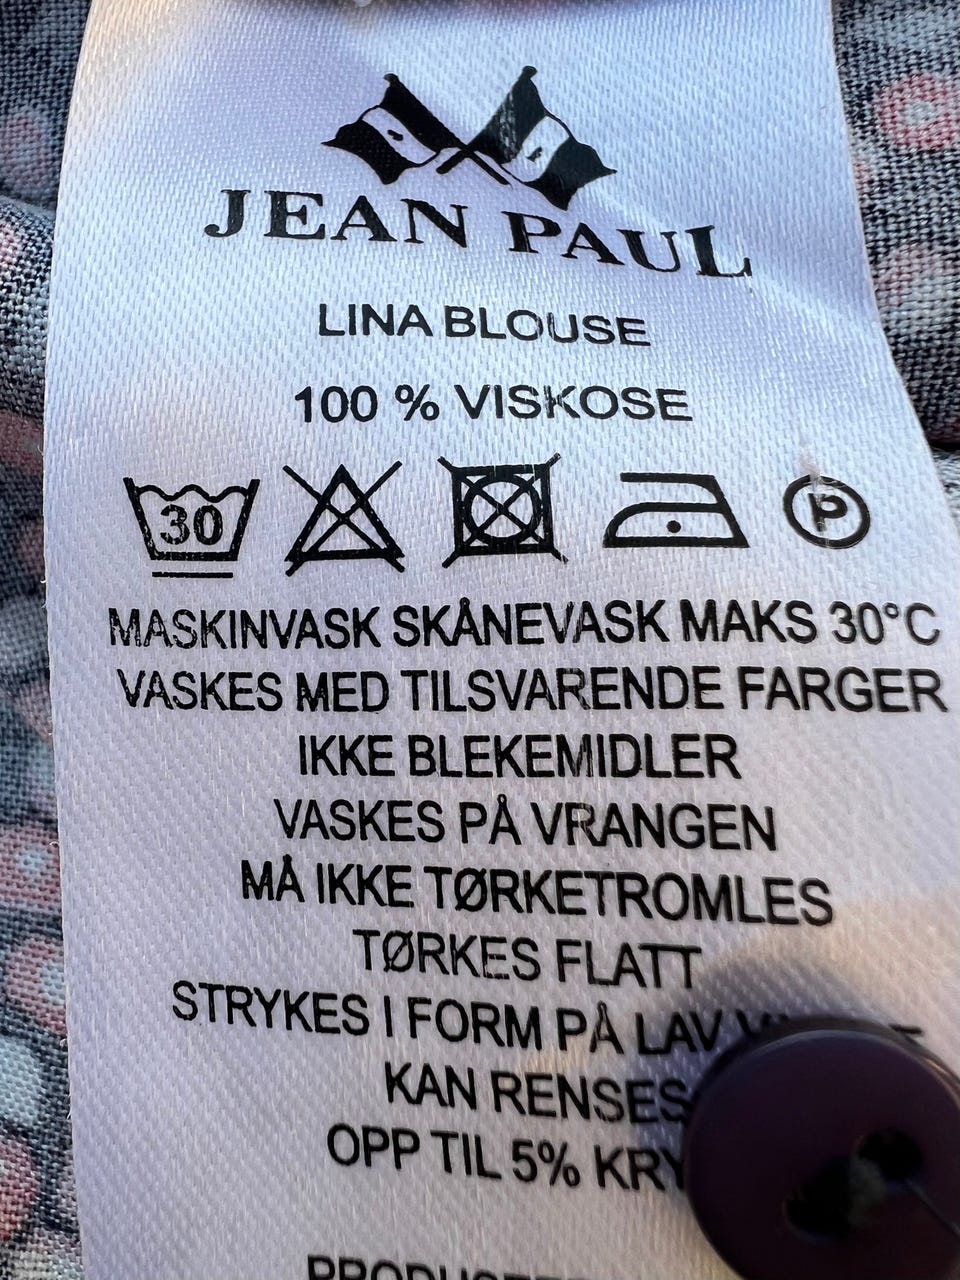 JEAN PAUL
LINA BLOUSE
100 % VISKOSE
30 P
MASKINVASK SKÅNEVASK MAKS 30°C
VASKES MED TILSVARENDE FARGER
IKKE BLEKEMIDLER
VASKES PÅ VRANGEN
MÅ IKKE TØRKETROMLES
TØRKES FLATT
STRYKES I FORM PÅ LAV
KAN RENSES
OPP TIL 5%